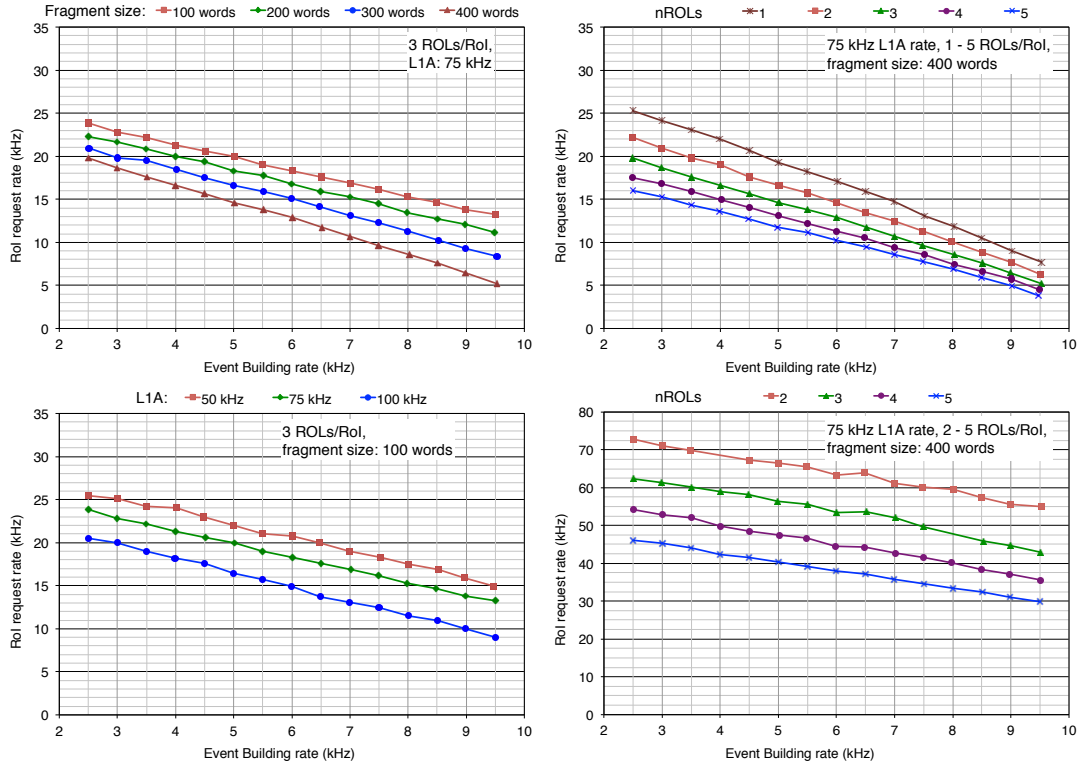 Fragment size: 100 words 200 words 300 words 400 words
3 ROLs/RoI,
L1A: 75 kHz
35
30
25
20
15
10
5
0
RoI request rate (kHz)
2 3 4 5 6 7 8 9 10
Event Building rate (kHz)
nROLs 1 2 3 4 5
75 kHz L1A rate, 1 - 5 ROLs/RoI,
fragment size: 400 words
35
30
25
20
15
10
5
0
RoI request rate (kHz)
2 3 4 5 6 7 8 9 10
Event Building rate (kHz)
L1A: 50 kHz 75 kHz 100 kHz
3 ROLs/RoI,
fragment size: 100 words
35
30
25
20
15
10
5
0
RoI request rate (kHz)
2 3 4 5 6 7 8 9 10
Event Building rate (kHz)
nROLs 2 3 4 5
75 kHz L1A rate, 2 - 5 ROLs/RoI,
fragment size: 400 words
80
70
60
50
40
30
20
10
0
RoI request rate (kHz)
2 3 4 5 6 7 8 9 10
Event Building rate (kHz)